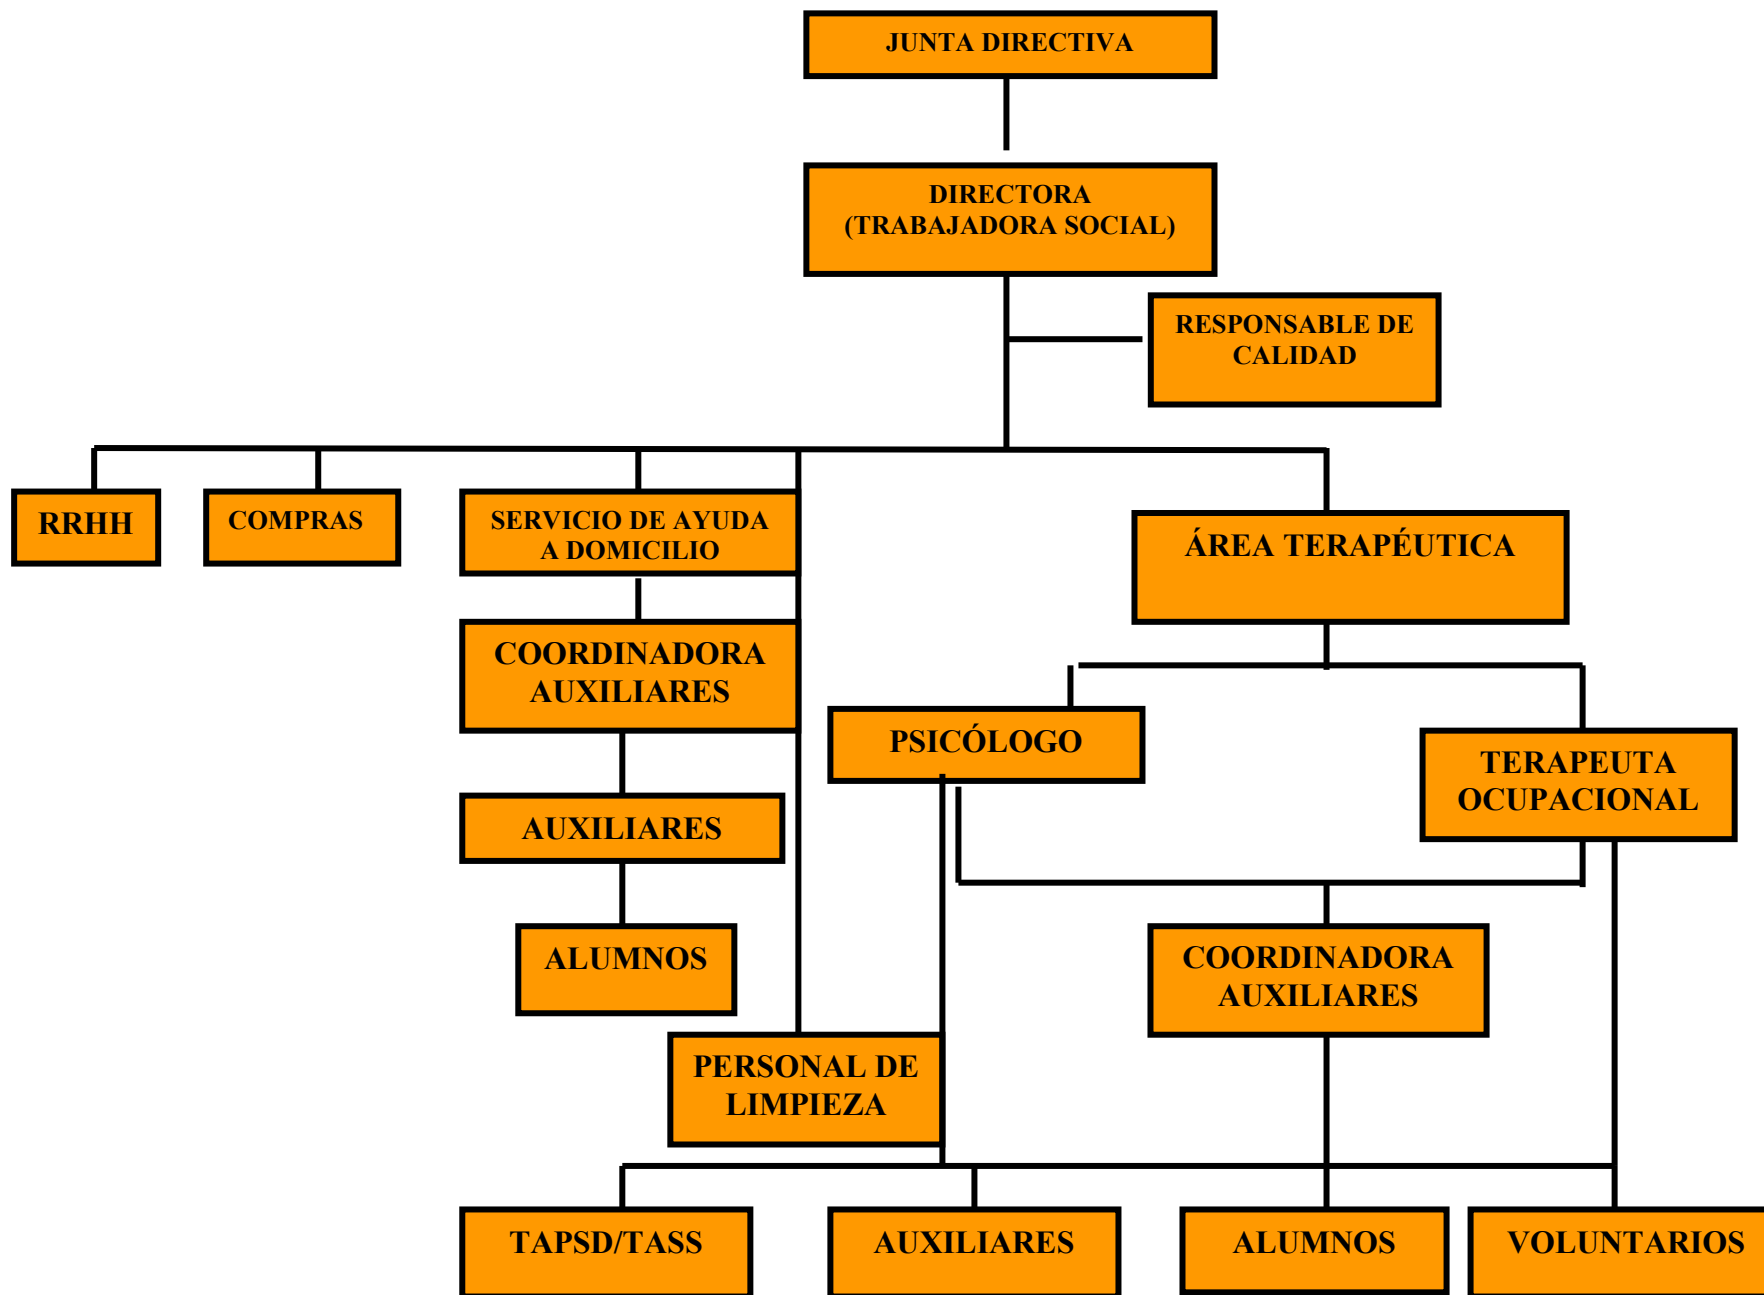 JUNTA DIRECTIVA
DIRECTORA
(TRABAJADORA SOCIAL)
RESPONSABLE DE
CALIDAD
RRHH
COMPRAS
SERVICIO DE AYUDA
A DOMICILIO
ÁREA TERAPÉUTICA
COORDINADORA
AUXILIARES
PSICÓLOGO
TERAPEUTA
OCUPACIONAL
AUXILIARES
ALUMNOS
COORDINADORA
AUXILIARES
PERSONAL DE
LIMPIEZA
TAPSD/TASS
AUXILIARES
ALUMNOS
VOLUNTARIOS